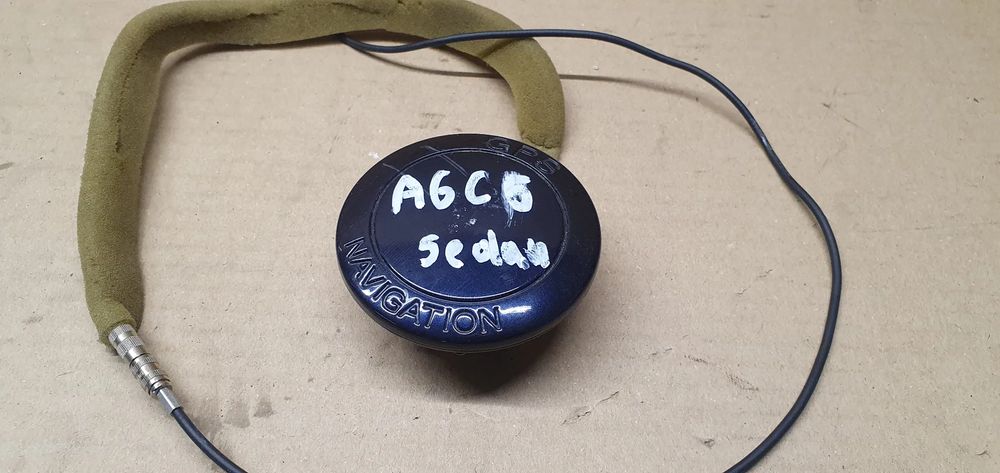 GPS
A6C5
sedan
NAVIGATION